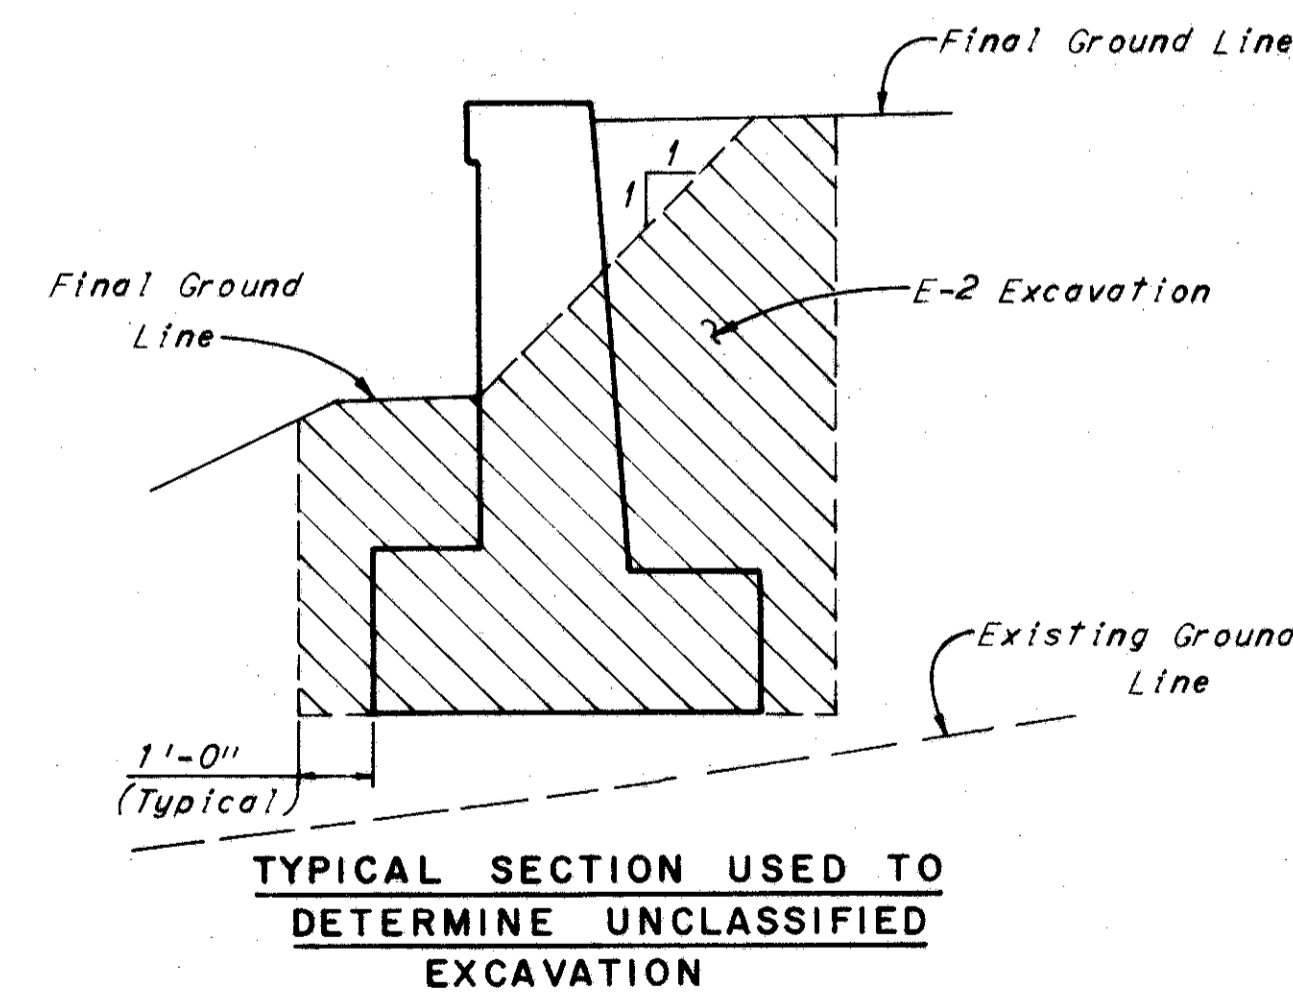 Final Ground Line
1
1
Final Ground
Line
E-2 Excavation
Existing Ground
Line
1'-0"
(Typical)
TYPICAL SECTION USED TO
DETERMINE UNCLASSIFIED
EXCAVATION